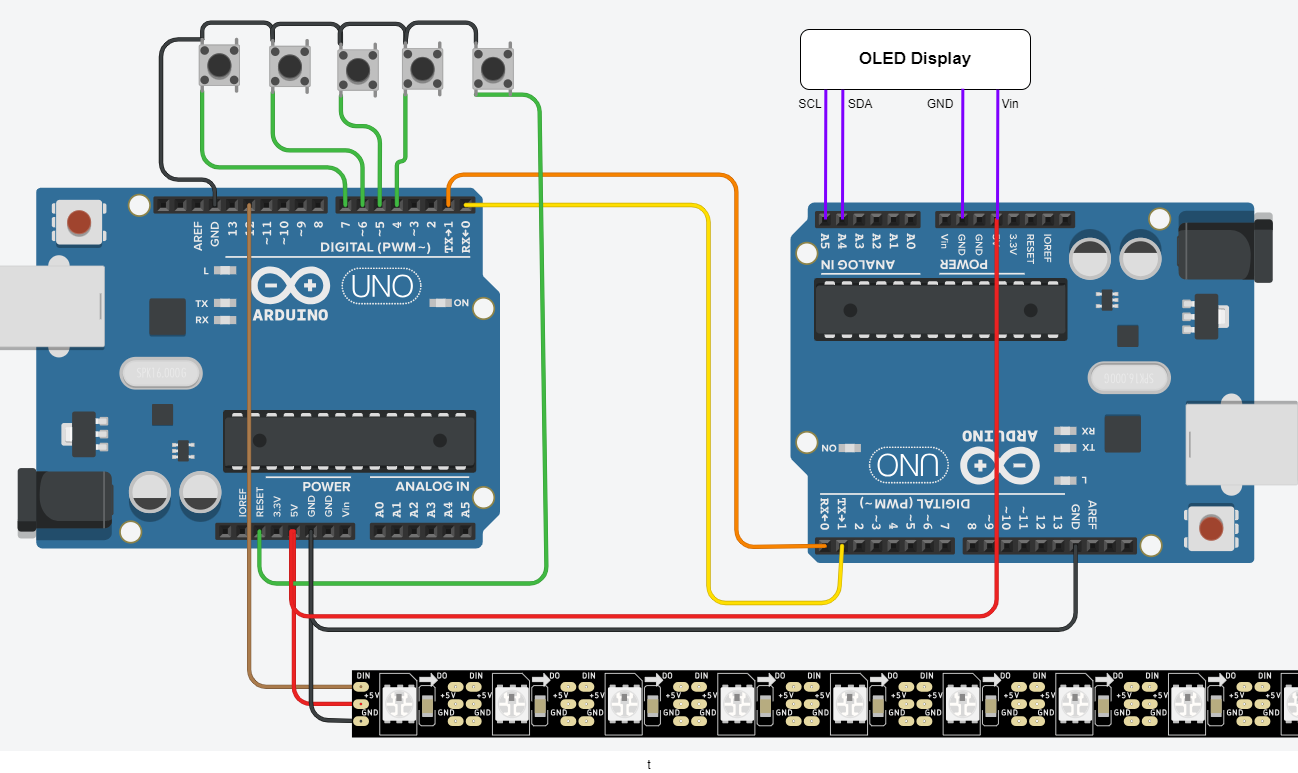 OLED Display
SCL SDA GND Vin
AREF
GND
13
12
~11
~10
~9
8
7
~6
~5
4
~3
2
TX→1
RX←0
DIGITAL (PWM~)
L
TX
RX
ARDUINO
UNO
ON
POWER
ANALOG IN
IOREF
RESET
3.3V
5V
GND
GND
Vin
A0
A1
A2
A3
A4
A5
A5
A4
A3
A2
A1
A0
Vin
GND
GND
5V
3.3V
RESET
IOREF
ANALOG IN
POWER
ARDUINO
UNO
ON
RX
TX
L
DIGITAL (PWM~)
RX←0
TX→1
2
~3
4
~5
~6
7
8
~9
~10
~11
12
13
GND
AREF
DIN DO DIN DO DIN DO DIN DO DIN DO DIN DO DIN DO DIN DO DIN
+5V +5V +5V +5V +5V +5V +5V +5V +5V +5V +5V +5V +5V +5V +5V +5V +5V
GND GND GND GND GND GND GND GND GND GND GND GND GND GND GND GND GND
t